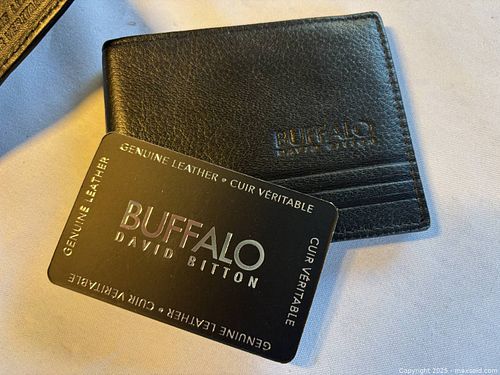 BUFFALO
DAVID BITTON
GENUINE LEATHER • CUIR VÉRITABLE
GENUINE LEATHER
BUFFALO
DAVID BITTON
CUIR VÉRITABLE
GENUINE LEATHER • CUIR VÉRITABLE
Copyright 2025 - maxsold.com